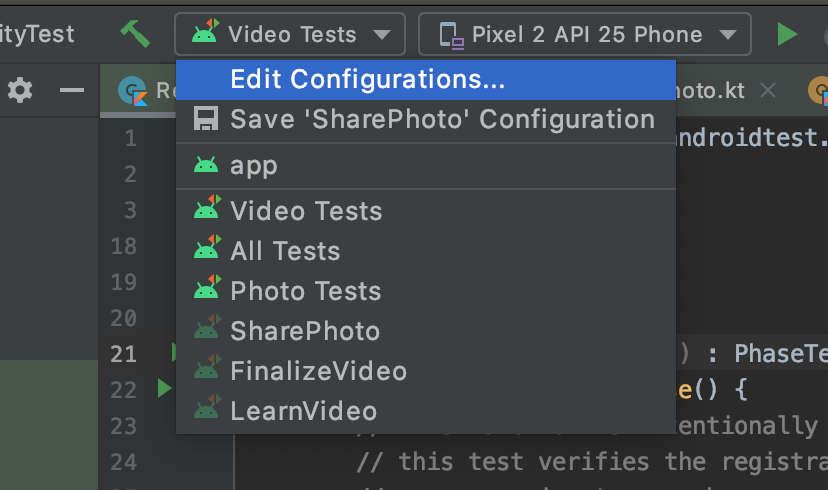 ityTest
Video Tests
Pixel 2 API 25 Phone
Edit Configurations...
Save 'SharePhoto' Configuration
app
Video Tests
All Tests
Photo Tests
SharePhoto
FinalizeVideo
LearnVideo
Re
hoto.kt
1
ndroidtest.
2
3
18
19
20
21
) : PhaseTe
22
e() {
23
// entionally
24
// this test verifies the registra